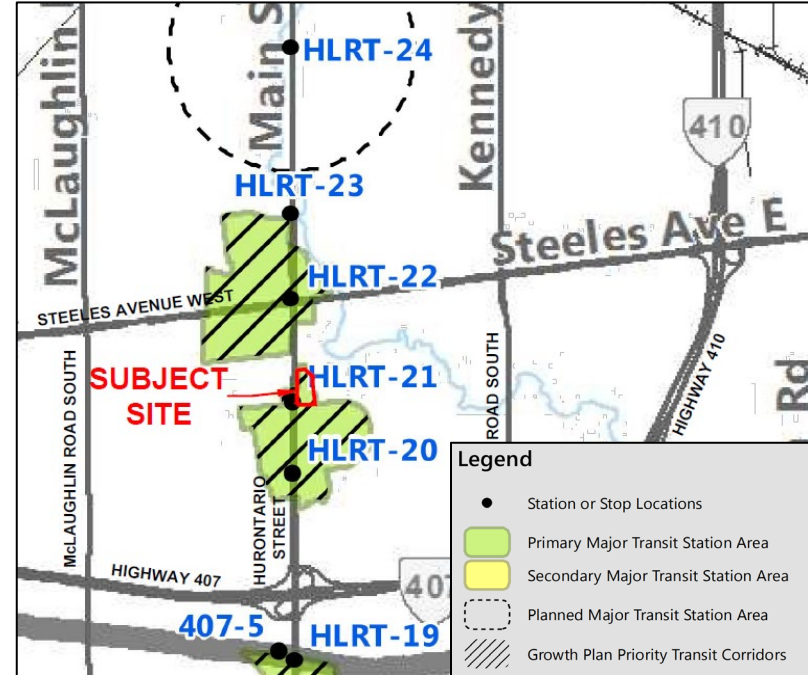 McLaughlin
Main S
HLRT-24
Kennedy
410
HLRT-23
Steeles Ave E
HLRT-22
STEELES AVENUE WEST
SUBJECT
SITE
HLRT-21
HLRT-20
McLAUGHLIN ROAD SOUTH
HURONTARIO
STREET
ROAD SOUTH
HIGHWAY 410
Rd
HIGHWAY 407
407
407-5
HLRT-19
Legend
Station or Stop Locations
Primary Major Transit Station Area
Secondary Major Transit Station Area
Planned Major Transit Station Area
Growth Plan Priority Transit Corridors